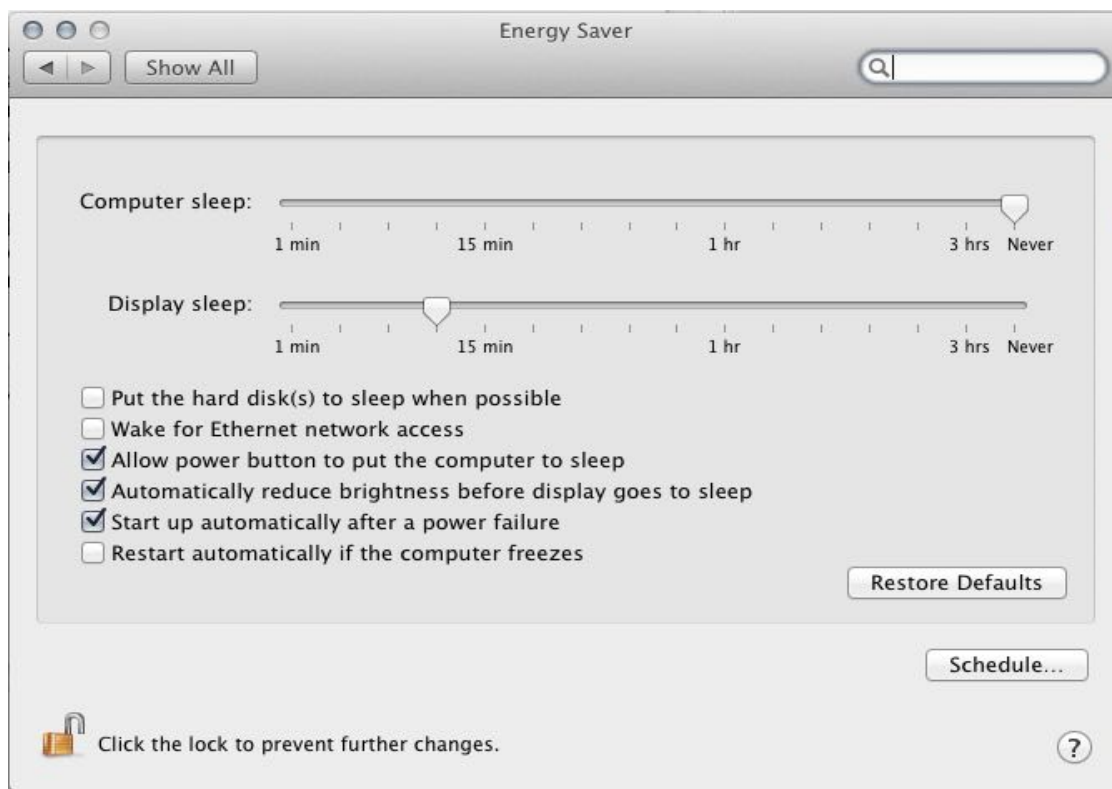 Energy Saver
Show All
Computer sleep:
1 min 15 min 1 hr 3 hrs Never
Display sleep:
1 min 15 min 1 hr 3 hrs Never
Put the hard disk(s) to sleep when possible
Wake for Ethernet network access
Allow power button to put the computer to sleep
Automatically reduce brightness before display goes to sleep
Start up automatically after a power failure
Restart automatically if the computer freezes
Restore Defaults
Schedule...
Click the lock to prevent further changes.
?